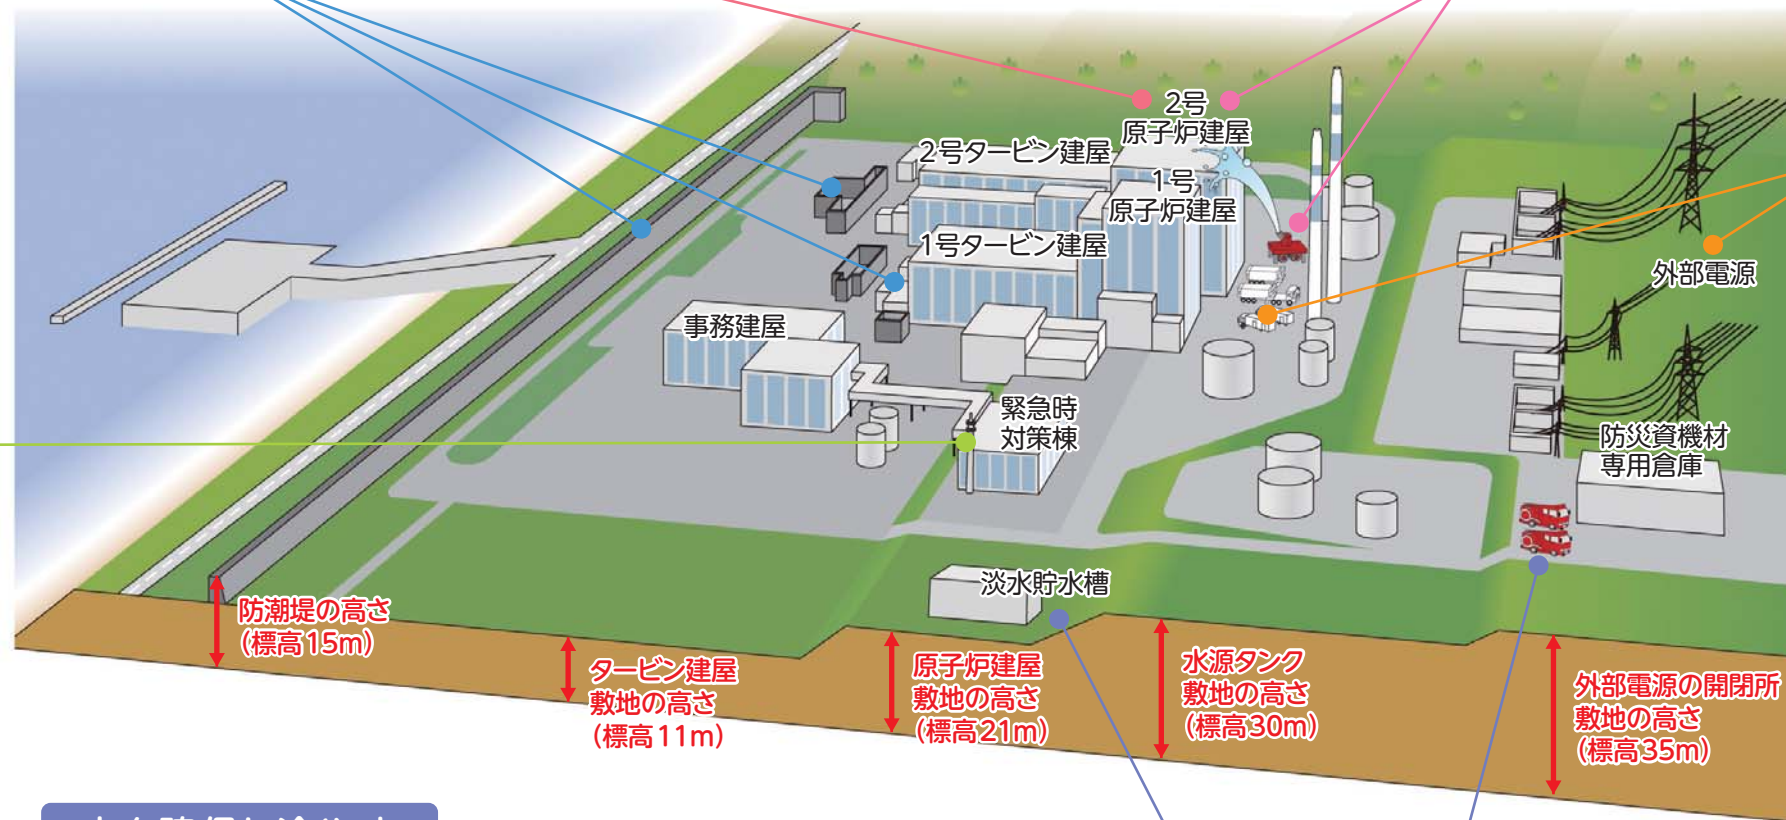 2号
原子炉建屋
2号タービン建屋
1号
原子炉建屋
1号タービン建屋
外部電源
事務建屋
緊急時
対策棟
防災資機材
専用倉庫
淡水貯水槽
防潮堤の高さ
(標高15m)
タービン建屋
敷地の高さ
(標高11m)
原子炉建屋
敷地の高さ
(標高21m)
水源タンク
敷地の高さ
(標高30m)
外部電源の開閉所
敷地の高さ
(標高35m)